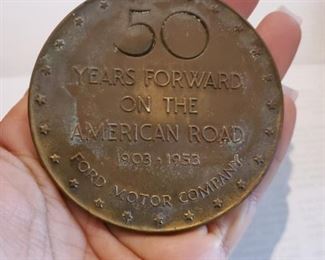 50
YEARS FORWARD
ON THE
AMERICAN ROAD
1903 · 1953
FORD MOTOR COMPANY